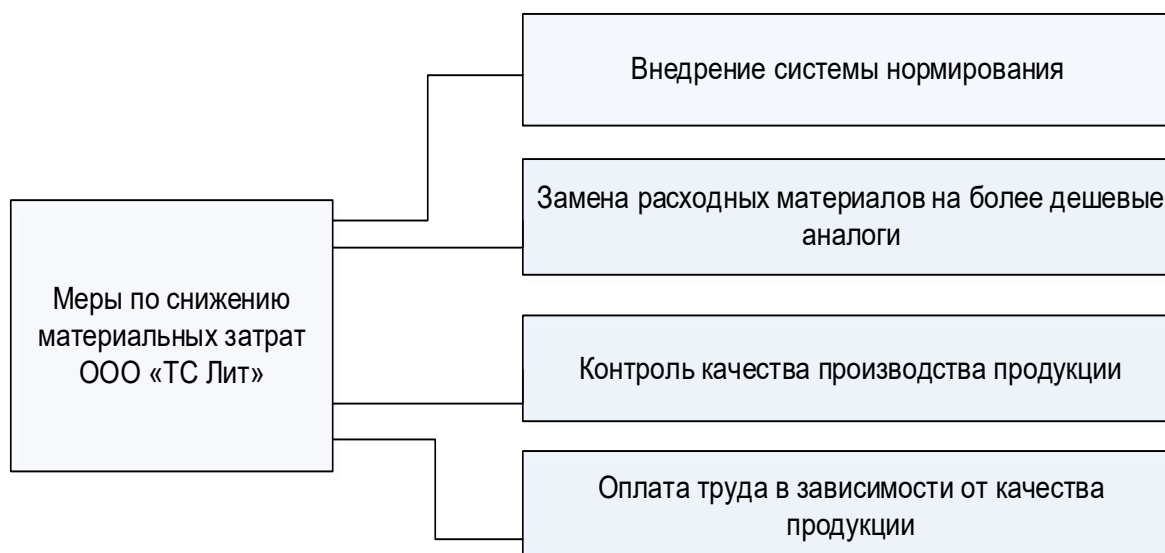 Внедрение системы нормирования
Замена расходных материалов на более дешевые
аналоги
Меры по снижению
материальных затрат
ООО «ТС Лит»
Контроль качества производства продукции
Оплата труда в зависимости от качества
продукции